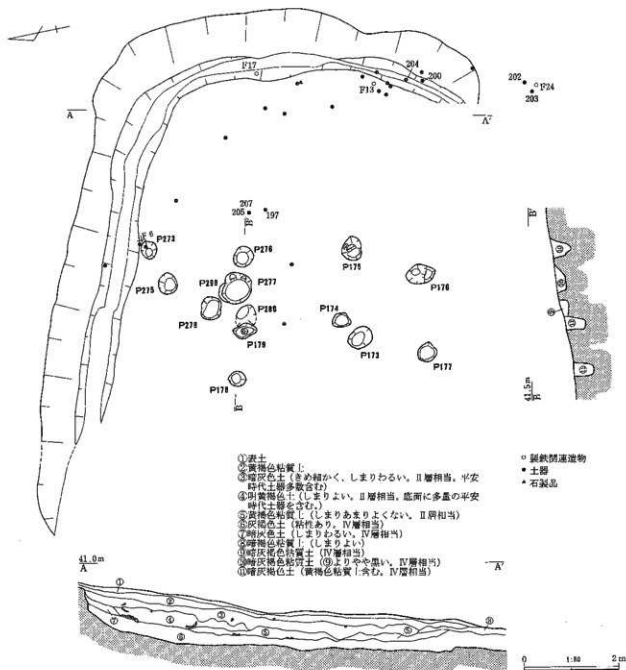 F17
204
200
F13
202
F24
203
A
A'
207
205
197
B'
P273
P276
P175
P275
P277
P176
P278
P174
P179
P173
P177
P178
B
B'
41.5m
B
①表土
②黄褐色粘質土
③暗灰色土(きめ細かく、しまりわるい。Ⅱ層相当。平安
時代土器多数含む)
④明黄褐色土(しまりよい。Ⅱ層相当。底面に多量の平安
時代土器を含む。)
⑤黄褐色粘質土(しまりあまりよくない。Ⅱ層相当)
⑥灰褐色土(粘性あり。Ⅳ層相当)
⑦暗灰色土(しまりわるい。Ⅳ層相当)
⑧暗褐色粘質土(しまりよい)
⑨暗灰褐色粘質土(Ⅳ層相当)
⑩暗灰褐色粘質土(⑨よりやや黒い。Ⅳ層相当)
⑪暗灰褐色土(黄褐色粘質土含む。Ⅳ層相当)
○製鉄関連遺物
●土器
▲石製品
41.0m
A
A'
①
②
③
④
⑤
⑥
⑦
⑧
0 1:80 2m